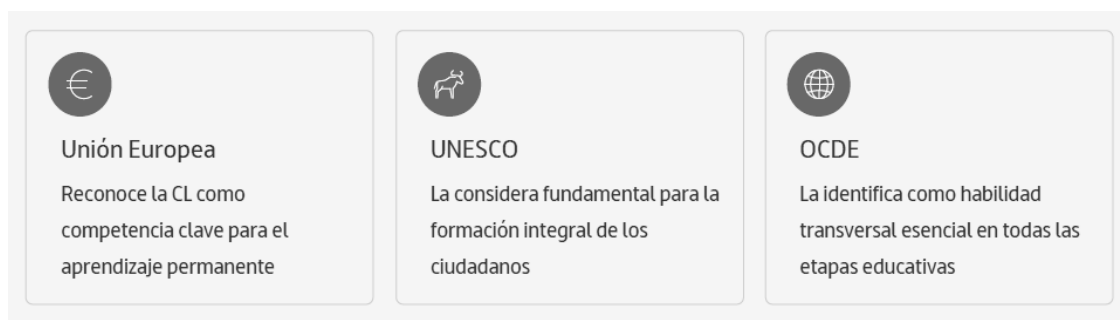 Unión Europea
Reconoce la CL como
competencia clave para el
aprendizaje permanente
UNESCO
La considera fundamental para la
formación integral de los
ciudadanos
OCDE
La identifica como habilidad
transversal esencial en todas las
etapas educativas